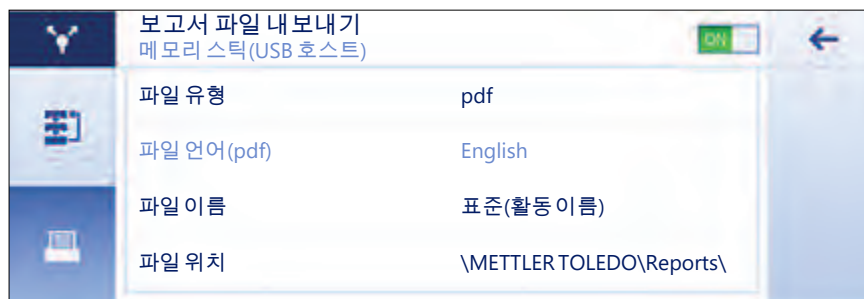 보고서 파일 내보내기
메모리 스틱(USB 호스트)
ON
파일 유형 pdf
파일 언어(pdf) English
파일 이름 표준(활동 이름)
파일 위치 \METTLER TOLEDO\Reports\